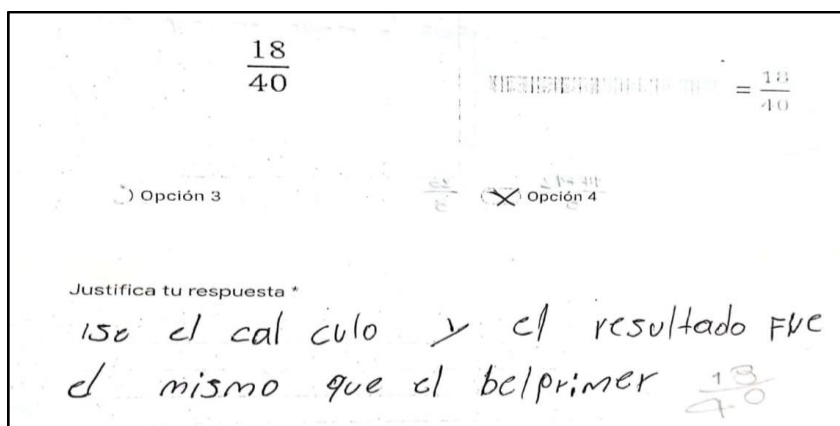 18
40
= 18
40
) Opción 3
Opción 4
Justifica tu respuesta *
ise el cal culo y el resultado FUE
el mismo que el belprimer 18
40